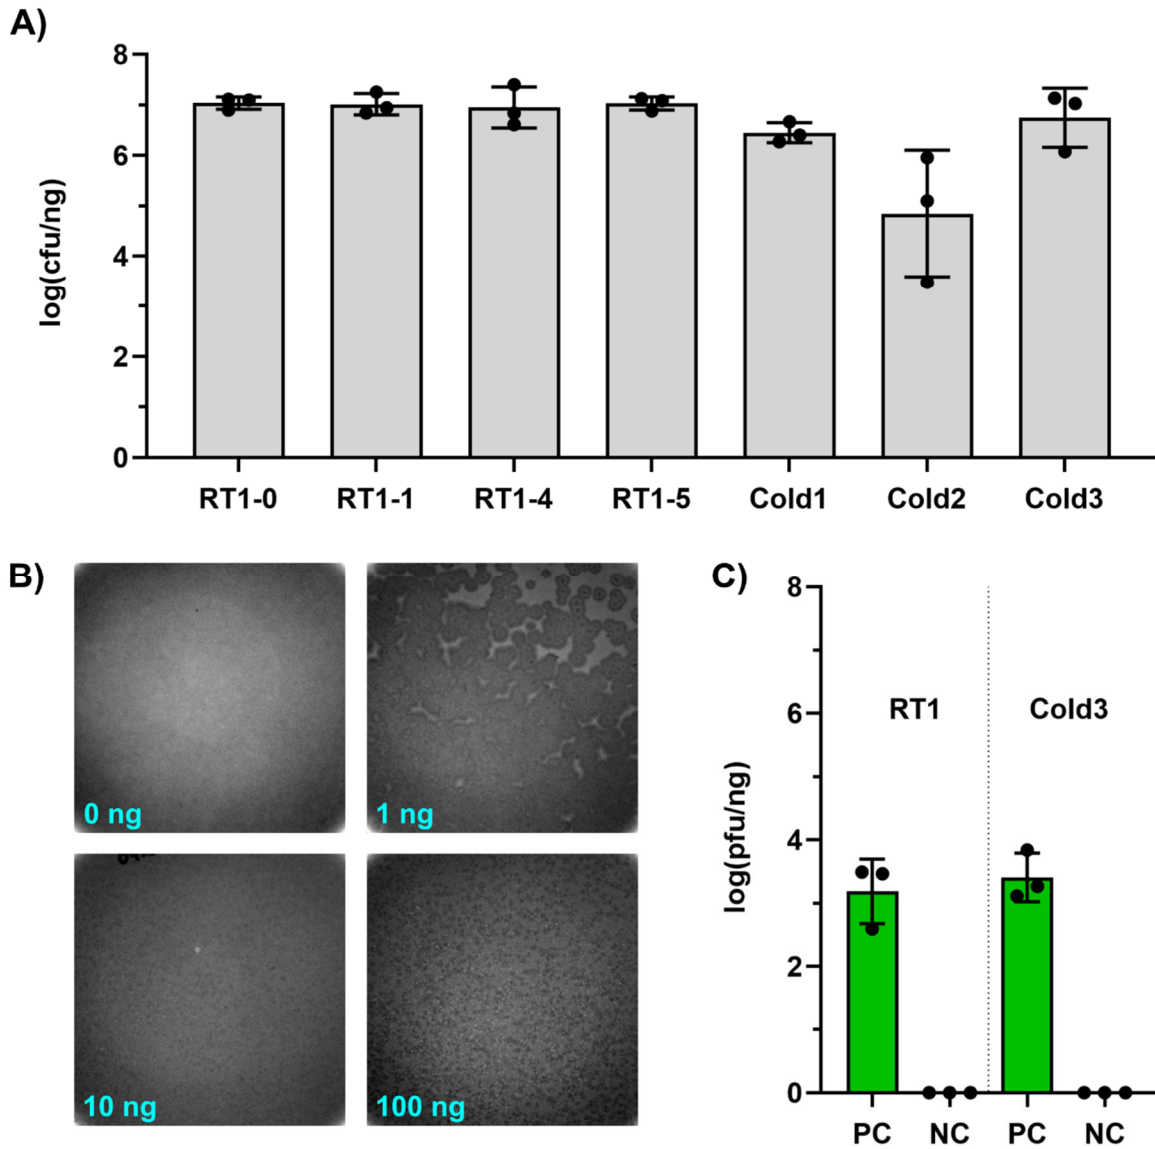 A)
log(cfu/ng)
8
6
4
2
0
RT1-0 RT1-1 RT1-4 RT1-5 Cold1 Cold2 Cold3
B)
0 ng
1 ng
10 ng
100 ng
C)
log(pfu/ng)
8
6
4
2
0
RT1 Cold3
PC NC PC NC